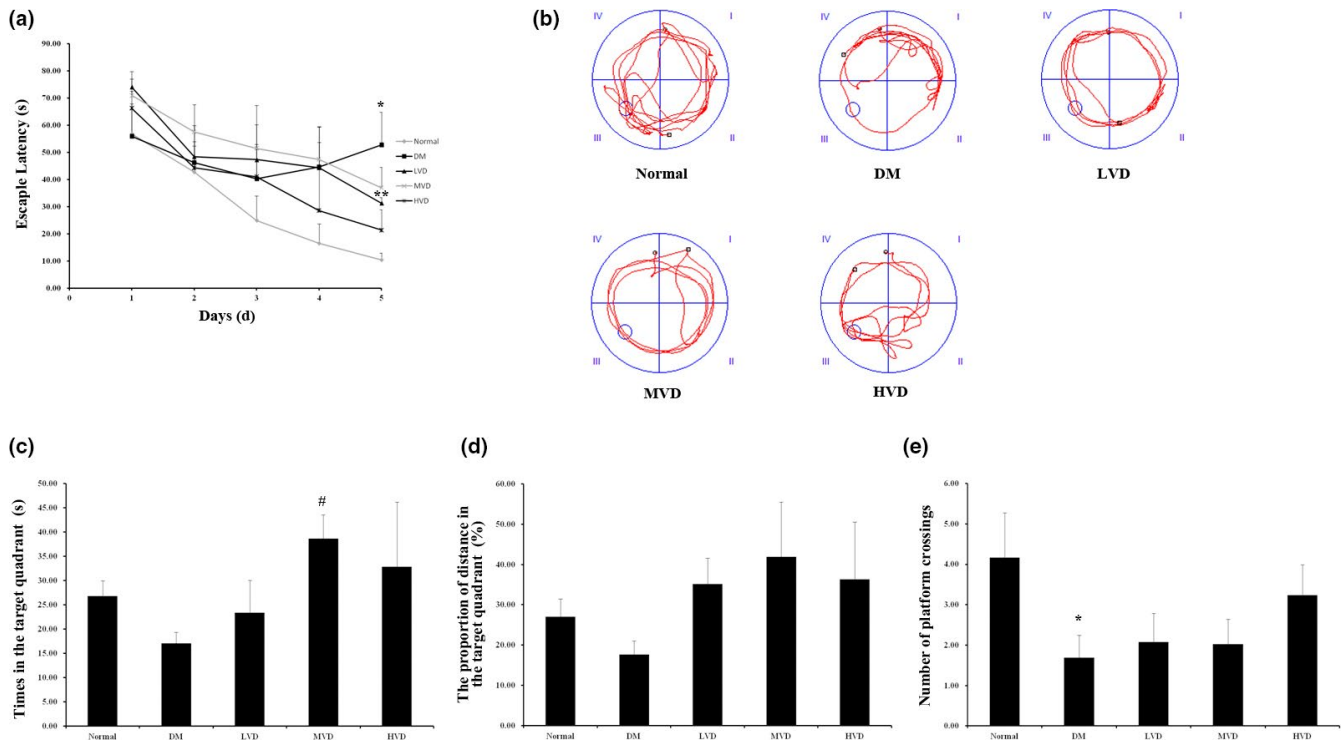 (a)
Escaple Latency (s)
90.00
80.00
70.00
60.00
50.00
40.00
30.00
20.00
10.00
0.00
0 1 2 3 4 5
Days (d)
*
**
Normal
DM
LVD
MVD
HVD
(b)
IV I
III II
Normal
IV I
III II
DM
IV I
III II
LVD
IV I
III II
MVD
IV I
III II
HVD
(c)
Times in the target quadrant (s)
50.00
45.00
40.00
35.00
30.00
25.00
20.00
15.00
10.00
5.00
0.00
#
Normal DM LVD MVD HVD
(d)
The proportion of distance in
the target quadrant (%)
60.00
50.00
40.00
30.00
20.00
10.00
0.00
Normal DM LVD MVD HVD
(e)
Number of platform crossings
6.00
5.00
4.00
3.00
2.00
1.00
0.00
*
Normal DM LVD MVD HVD